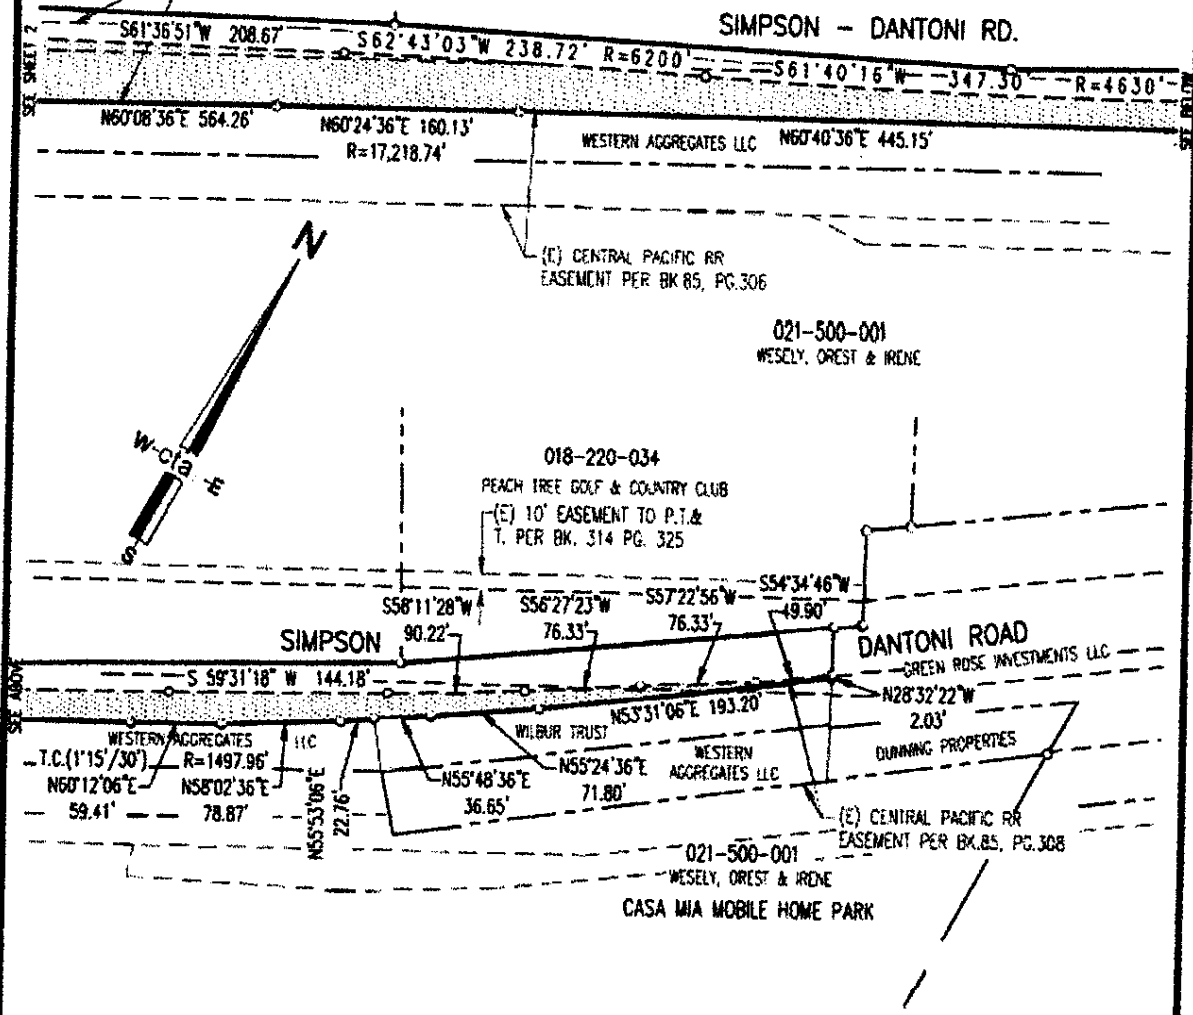 SIMPSON - DANTONI RD.
SEE SHEET 2
S61°36'51"W 208.67'
S62°43'03"W 238.72' R=6200'
S61°40'16"W 347.30 R=4630'
N60°08'36"E 564.26'
N60°24'36"E 160.13'
R=17,218.74'
WESTERN AGGREGATES LLC
N60°40'36"E 445.15'
SEE BELOW
(E) CENTRAL PACIFIC RR
EASEMENT PER BK 85, PG.306
021-500-001
WESELY, OREST & IRENE
N
W
E
S
018-220-034
PEACH TREE GOLF & COUNTRY CLUB
(E) 10' EASEMENT TO P.T.&
T. PER BK. 314 PG. 325
S58°11'28"W
90.22'
S56°27'23"W
76.33'
S57°22'56"W
76.33'
S54°34'46"W
49.90'
SIMPSON
DANTONI ROAD
GREEN ROSE INVESTMENTS LLC
SEE ABOVE
S 59°31'18" W 144.18'
N53°31'06"E 193.20'
N28°32'22"W
2.03'
WESTERN AGGREGATES LLC
WILBUR TRUST
WESTERN
AGGREGATES LLC
DUNNING PROPERTIES
T.C.(1°15'/30')
R=1497.96'
N60°12'06"E
59.41'
N58°02'36"E
78.87'
N55°53'06"E
22.76'
N55°48'36"E
36.65'
N55°24'36"E
71.80'
(E) CENTRAL PACIFIC RR
EASEMENT PER BK.85, PG.308
021-500-001
WESELY, OREST & IRENE
CASA MIA MOBILE HOME PARK